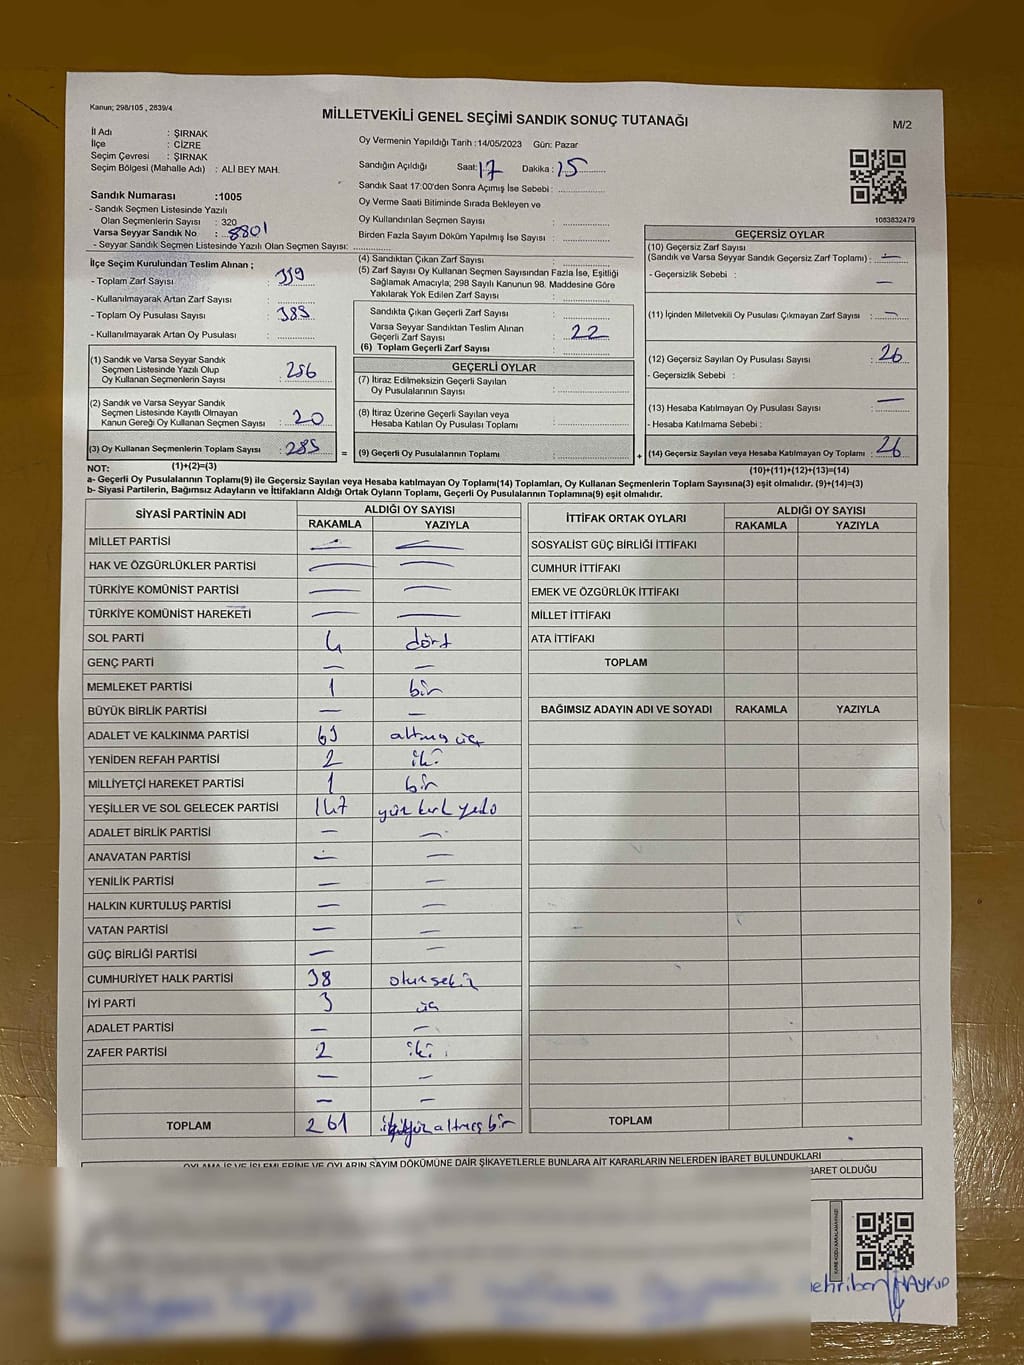 Kanun; 298/105 , 2839/4
MİLLETVEKİLİ GENEL SEÇİMİ SANDIK SONUÇ TUTANAĞI
M/2
İl Adı : ŞIRNAK
İlçe : CİZRE
Seçim Çevresi : ŞIRNAK
Seçim Bölgesi (Mahalle Adı) : ALİ BEY MAH.
Oy Vermenin Yapıldığı Tarih :14/05/2023 Gün: Pazar
Sandığın Açıldığı Saat: 17 Dakika : 15
Sandık Saat 17:00'den Sonra Açımış İse Sebebi :
Oy Verme Saati Bitiminde Sırada Bekleyen ve
Oy Kullandırılan Seçmen Sayısı :
Birden Fazla Sayım Döküm Yapılmış İse Sayısı :
1083832479
Sandık Numarası :1005
- Sandık Seçmen Listesinde Yazılı
Olan Seçmenlerin Sayısı : 320
Varsa Seyyar Sandık No : 8801
- Seyyar Sandık Seçmen Listesinde Yazılı Olan Seçmen Sayısı:
İlçe Seçim Kurulundan Teslim Alınan ;
- Toplam Zarf Sayısı : 359
- Kullanılmayarak Artan Zarf Sayısı :
- Toplam Oy Pusulası Sayısı : 385
- Kullanılmayarak Artan Oy Pusulası :
(1) Sandık ve Varsa Seyyar Sandık
Seçmen Listesinde Yazılı Olup
Oy Kullanan Seçmenlerin Sayısı : 256
(2) Sandık ve Varsa Seyyar Sandık
Seçmen Listesinde Kayıtlı Olmayan
Kanun Gereği Oy Kullanan Seçmen Sayısı : 20
(3) Oy Kullanan Seçmenlerin Toplam Sayısı : 285
(4) Sandıktan Çıkan Zarf Sayısı :
(5) Zarf Sayısı Oy Kullanan Seçmen Sayısından Fazla İse, Eşitliği
Sağlamak Amacıyla; 298 Sayılı Kanunun 98. Maddesine Göre
Yakılarak Yok Edilen Zarf Sayısı :
Sandıkta Çıkan Geçerli Zarf Sayısı :
Varsa Seyyar Sandıktan Teslim Alınan
Geçerli Zarf Sayısı : 22
(6) Toplam Geçerli Zarf Sayısı :
GEÇERLİ OYLAR
(7) İtiraz Edilmeksizin Geçerli Sayılan
Oy Pusulalarının Sayısı :
(8) İtiraz Üzerine Geçerli Sayılan veya
Hesaba Katılan Oy Pusulası Toplamı :
= (9) Geçerli Oy Pusulalarının Toplamı : +
GEÇERSİZ OYLAR
(10) Geçersiz Zarf Sayısı
(Sandık ve Varsa Seyyar Sandık Geçersiz Zarf Toplamı) : —
- Geçersizlik Sebebi : —
(11) İçinden Milletvekili Oy Pusulası Çıkmayan Zarf Sayısı : —
(12) Geçersiz Sayılan Oy Pusulası Sayısı : 26
- Geçersizlik Sebebi :
(13) Hesaba Katılmayan Oy Pusulası Sayısı : —
- Hesaba Katılmama Sebebi :
(14) Geçersiz Sayılan veya Hesaba Katılmayan Oy Toplamı : 26
NOT: (1)+(2)=(3)
(10)+(11)+(12)+(13)=(14)
a- Geçerli Oy Pusulalarının Toplamı(9) ile Geçersiz Sayılan veya Hesaba katılmayan Oy Toplamı(14) Toplamları, Oy Kullanan Seçmenlerin Toplam Sayısına(3) eşit olmalıdır. (9)+(14)=(3)
b- Siyasi Partilerin, Bağımsız Adayların ve İttifakların Aldığı Ortak Oyların Toplamı, Geçerli Oy Pusulalarının Toplamına(9) eşit olmalıdır.
SİYASİ PARTİNİN ADI ALDIĞI OY SAYISI
RAKAMLA YAZIYLA
MİLLET PARTİSİ — —
HAK VE ÖZGÜRLÜKLER PARTİSİ — —
TÜRKİYE KOMÜNİST PARTİSİ — —
TÜRKİYE KOMÜNİST HAREKETİ — —
SOL PARTİ 4 dört
GENÇ PARTİ — —
MEMLEKET PARTİSİ 1 bir
BÜYÜK BİRLİK PARTİSİ — —
ADALET VE KALKINMA PARTİSİ 63 altmış üç
YENİDEN REFAH PARTİSİ 2 iki
MİLLİYETÇİ HAREKET PARTİSİ 1 bir
YEŞİLLER VE SOL GELECEK PARTİSİ 147 yüz kırk yedi
ADALET BİRLİK PARTİSİ — —
ANAVATAN PARTİSİ — —
YENİLİK PARTİSİ — —
HALKIN KURTULUŞ PARTİSİ — —
VATAN PARTİSİ — —
GÜÇ BİRLİĞİ PARTİSİ — —
CUMHURİYET HALK PARTİSİ 38 otuz sekiz
İYİ PARTİ 3 üç
ADALET PARTİSİ — —
ZAFER PARTİSİ 2 iki
— —
— —
TOPLAM 261 ikiyüz altmış bir
İTTİFAK ORTAK OYLARI ALDIĞI OY SAYISI
RAKAMLA YAZIYLA
SOSYALİST GÜÇ BİRLİĞİ İTTİFAKI
CUMHUR İTTİFAKI
EMEK VE ÖZGÜRLÜK İTTİFAKI
MİLLET İTTİFAKI
ATA İTTİFAKI
TOPLAM
BAĞIMSIZ ADAYIN ADI VE SOYADI RAKAMLA YAZIYLA
TOPLAM
OYLAMA İŞ VE İŞLEMLERİNE VE OYLARIN SAYIM DÖKÜMÜNE DAİR ŞİKAYETLERLE BUNLARA AİT KARARLARIN NELERDEN İBARET BULUNDUKLARI
İBARET OLDUĞU
KARE KODU KARALAMAYINIZ!
AYKUD